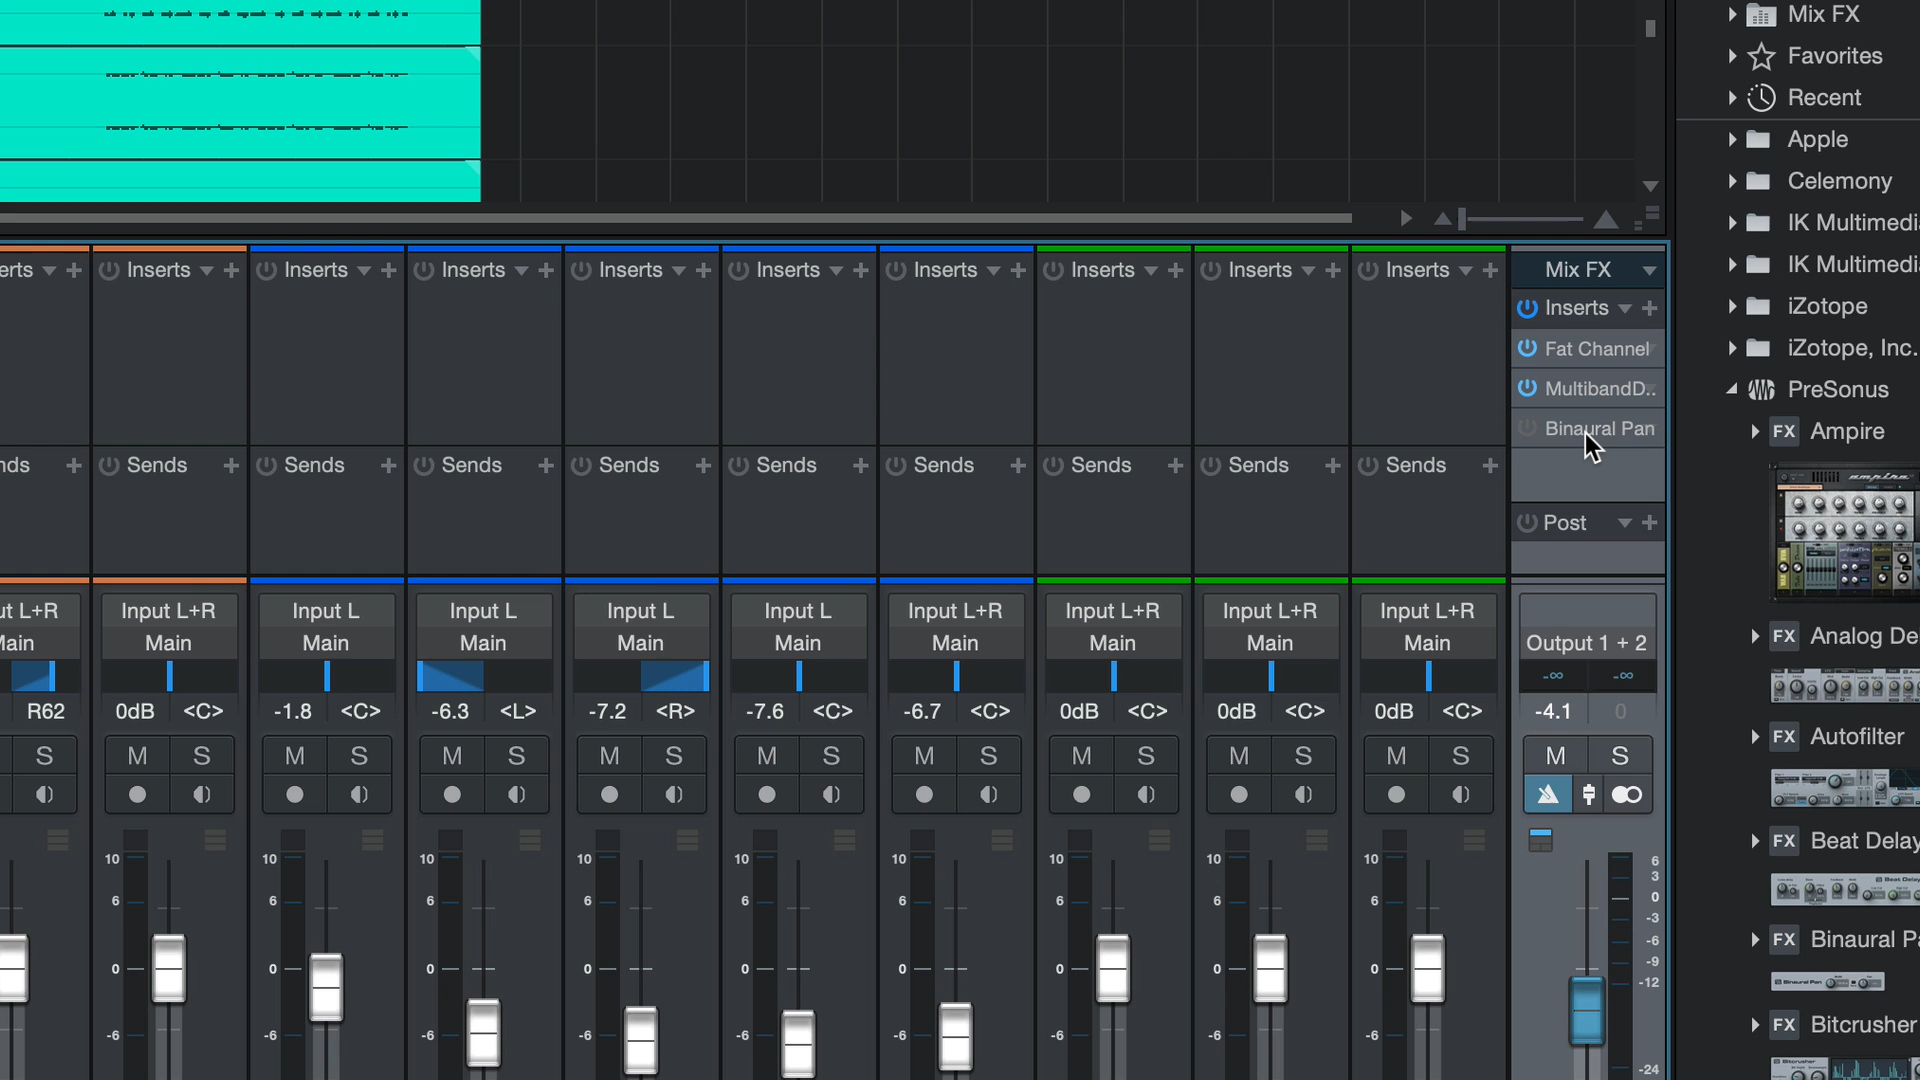 Mix FX
Favorites
Recent
Apple
Celemony
IK Multimedi
IK Multimedi
iZotope
iZotope, Inc.
PreSonus
FX Ampire
FX Analog De
FX Autofilter
FX Beat Delay
FX Binaural Pa
Binaural Pan
FX Bitcrusher
erts Inserts Inserts Inserts Inserts Inserts Inserts Inserts Inserts Inserts Mix FX
Inserts
Fat Channel
MultibandD..
Binaural Pan
nds Sends Sends Sends Sends Sends Sends Sends Sends Sends
Post
ut L+R Input L+R Input L Input L Input L Input L Input L+R Input L+R Input L+R Input L+R
Main Main Main Main Main Main Main Main Main Main Output 1 + 2
-∞ -∞
R62 0dB <C> -1.8 <C> -6.3 <L> -7.2 <R> -7.6 <C> -6.7 <C> 0dB <C> 0dB <C> 0dB <C> -4.1 0
S M S M S M S M S M S M S M S M S M S M S
10 10 10 10 10 10 10 10 10 6
3
6 6 6 6 6 6 6 6 6 0
-3
-6
0 0 0 0 0 0 0 0 0 -9
-12
-6 -6 -6 -6 -6 -6 -6 -6 -6
-24